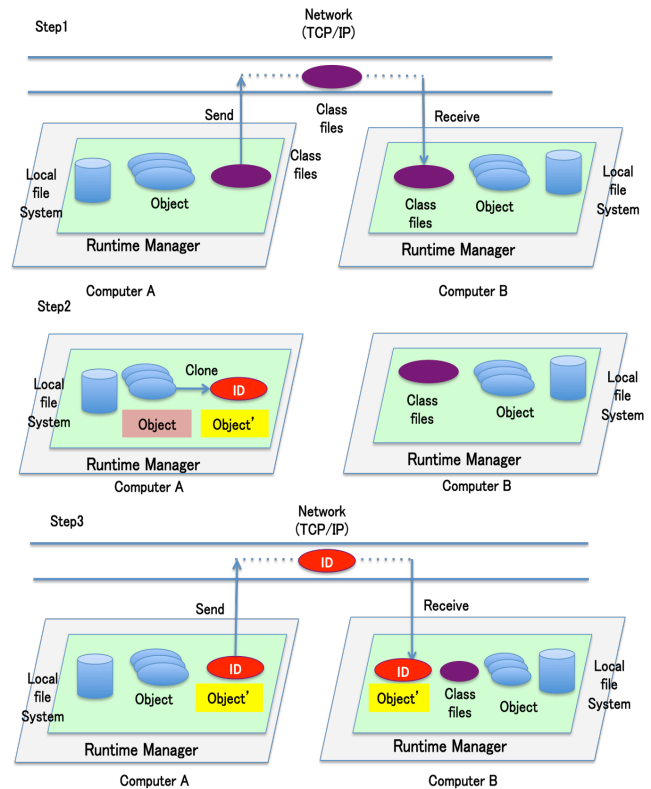 Step1
Network
(TCP/IP)
Send
Class
files
Receive
Local
file
System
Object
Class
files
Runtime Manager
Class
files
Object
Local
file
System
Runtime Manager
Computer A
Computer B
Step2
Local
file
System
Clone
ID
Object
Object'
Runtime Manager
Computer A
Class
files
Object
Local
file
System
Runtime Manager
Computer B
Step3
Network
(TCP/IP)
ID
Send
Receive
Local
file
System
Object
ID
Object'
Runtime Manager
Computer A
ID
Object'
Class
files
Object
Local
file
System
Runtime Manager
Computer B